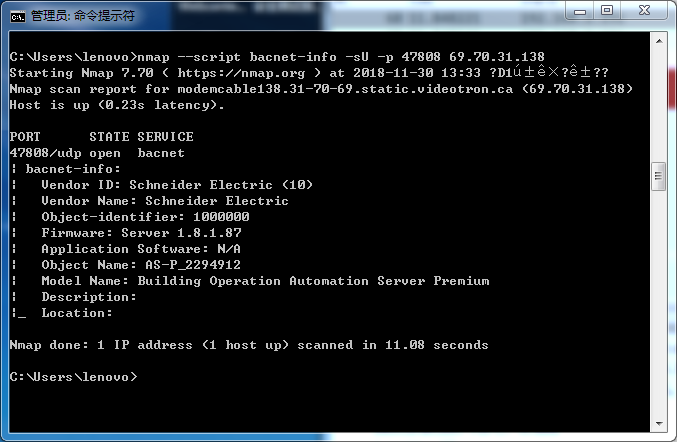 管理员: 命令提示符
C:\Users\lenovo>nmap --script bacnet-info -sU -p 47808 69.70.31.138
Starting Nmap 7.70 ( https://nmap.org ) at 2018-11-30 13:33 ?D1ú±ê×?ê±??
Nmap scan report for modemcable138.31-70-69.static.videotron.ca (69.70.31.138)
Host is up (0.23s latency).
PORT      STATE SERVICE
47808/udp open  bacnet
| bacnet-info:
|   Vendor ID: Schneider Electric (10)
|   Vendor Name: Schneider Electric
|   Object-identifier: 1000000
|   Firmware: Server 1.8.1.87
|   Application Software: N/A
|   Object Name: AS-P_2294912
|   Model Name: Building Operation Automation Server Premium
|   Description:
|_  Location:
Nmap done: 1 IP address (1 host up) scanned in 11.08 seconds
C:\Users\lenovo>